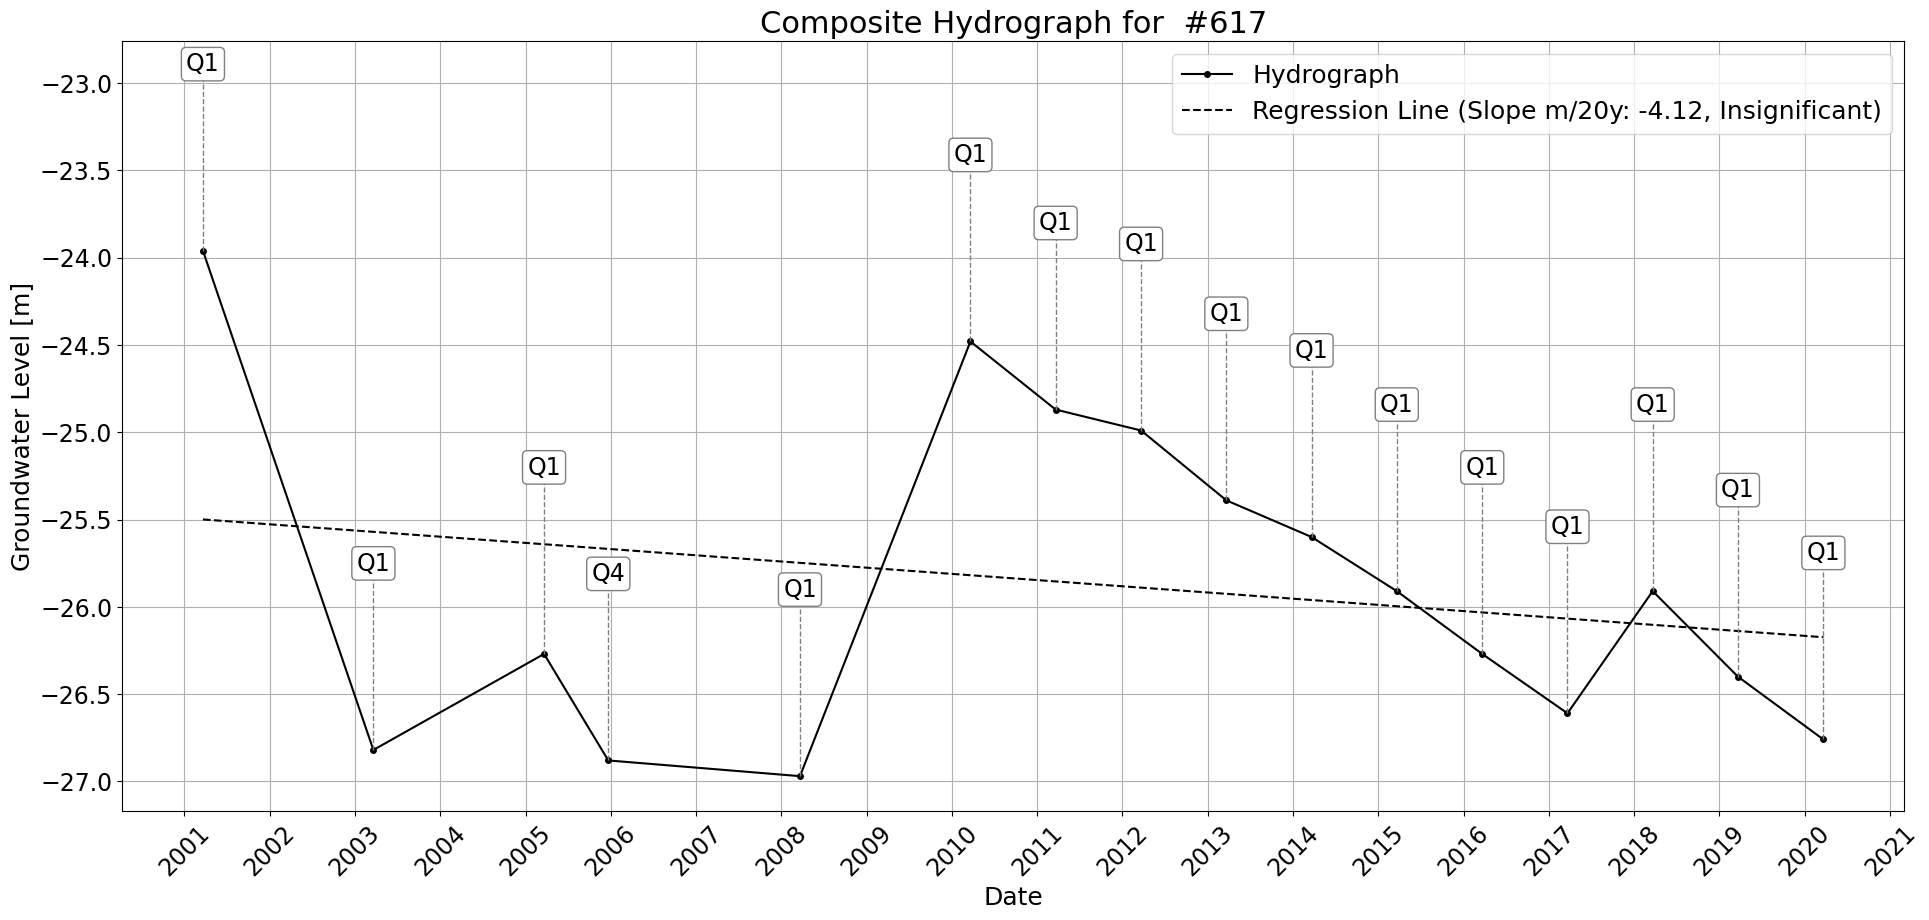 Composite Hydrograph for  #617
Hydrograph
Regression Line (Slope m/20y: -4.12, Insignificant)
Groundwater Level [m]
−23.0
−23.5
−24.0
−24.5
−25.0
−25.5
−26.0
−26.5
−27.0
Q1
Q1
Q1
Q4
Q1
Q1
Q1
Q1
Q1
Q1
Q1
Q1
Q1
Q1
Q1
Q1
2001
2002
2003
2004
2005
2006
2007
2008
2009
2010
2011
2012
2013
2014
2015
2016
2017
2018
2019
2020
2021
Date